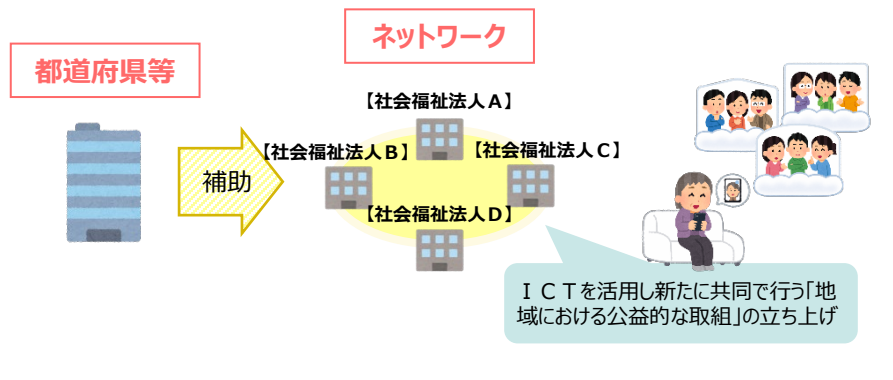 ネットワーク
都道府県等
【社会福祉法人Ａ】
【社会福祉法人Ｂ】
【社会福祉法人Ｃ】
補助
【社会福祉法人Ｄ】
ＩＣＴを活用し新たに共同で行う「地
域における公益的な取組」の立ち上げ